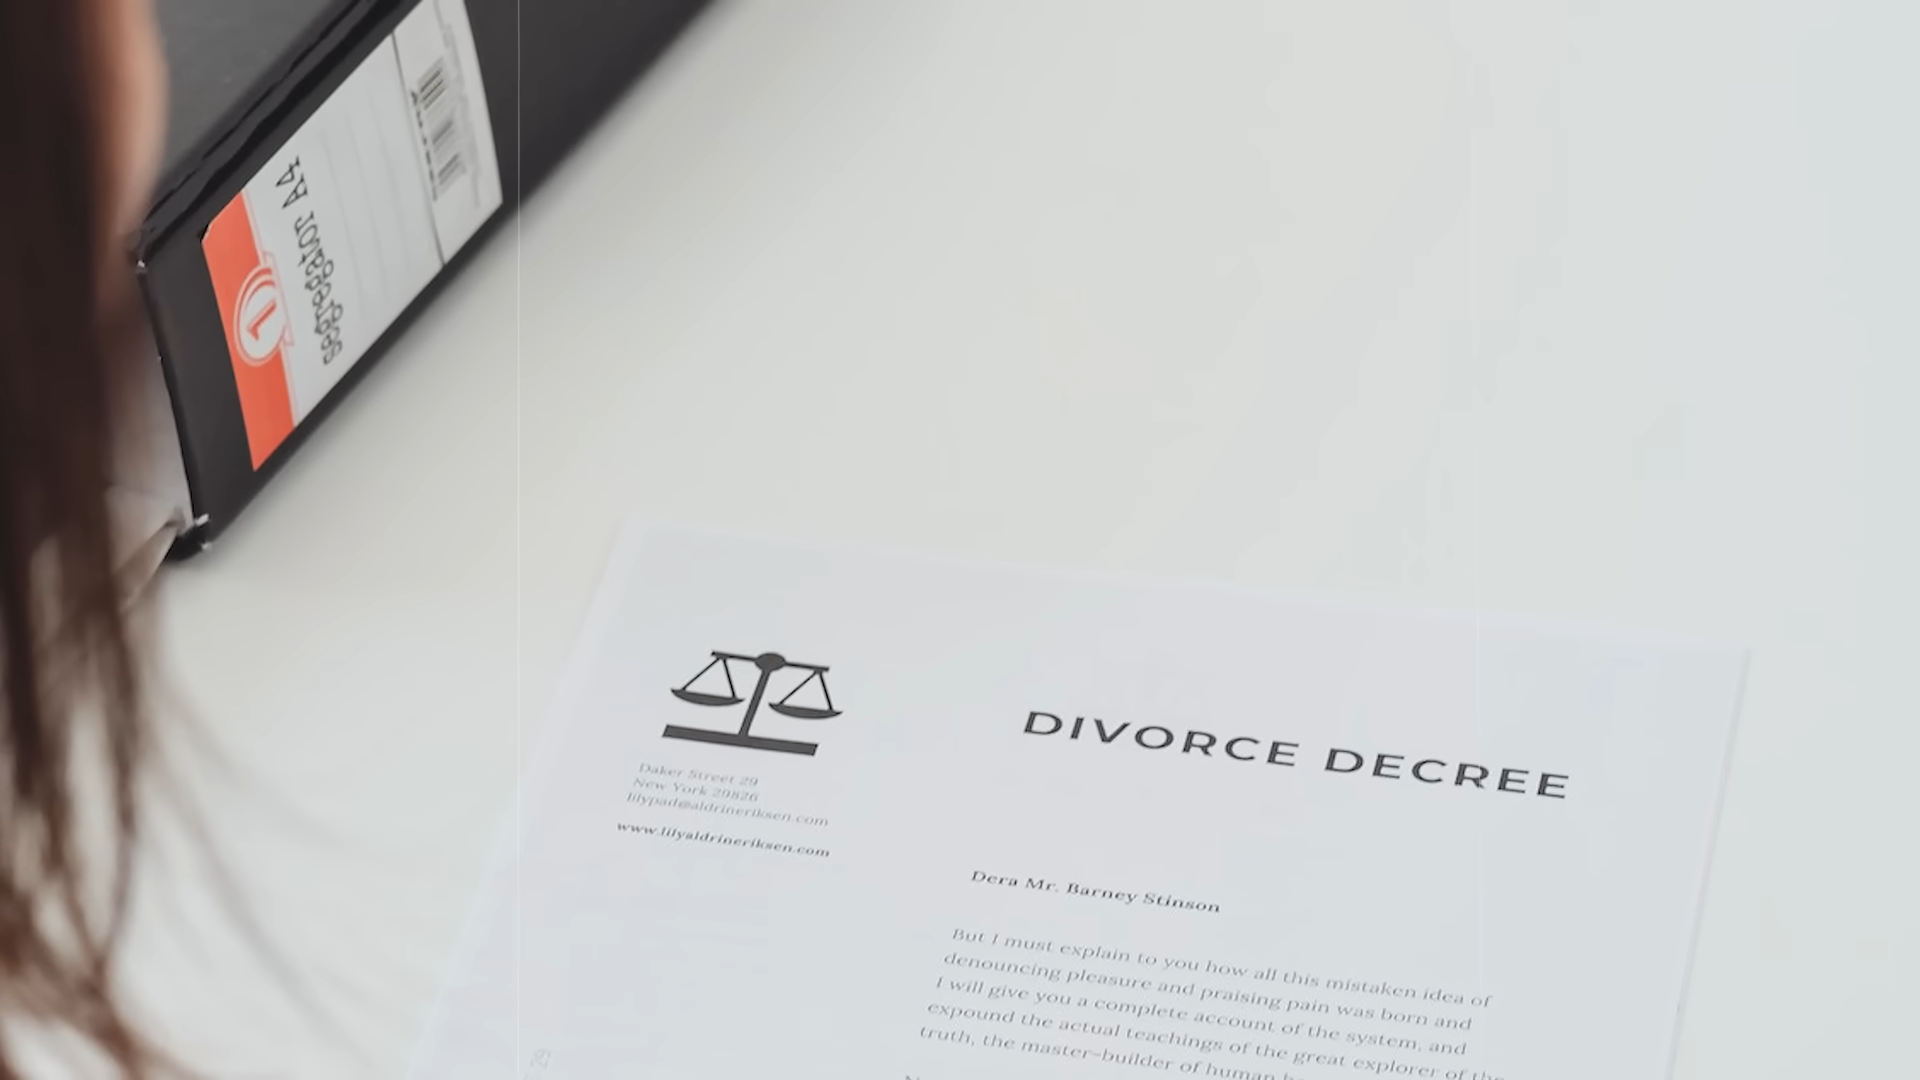 segregator A4
1
DIVORCE DECREE
Daker Street 29
New York 29826
lilypad@aldrineriksen.com
www.lilyaldrineriksen.com
Dera Mr. Barney Stinson
But I must explain to you how all this mistaken idea of
denouncing pleasure and praising pain was born and
I will give you a complete account of the system, and
expound the actual teachings of the great explorer of the
truth, the master-builder of human